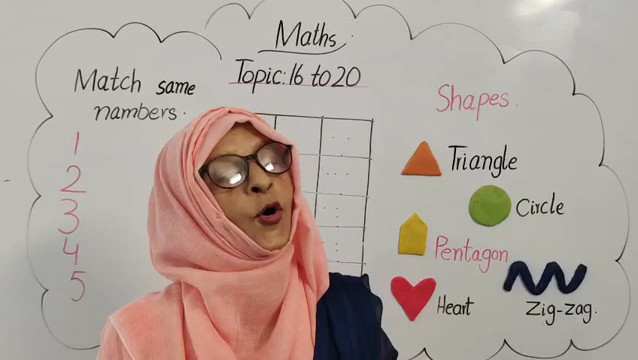 Maths.
Topic: 16 to 20
Match same
numbers.
1
2
3
4
5
Shapes.
Triangle
Circle
Pentagon
Heart
Zig-zag.